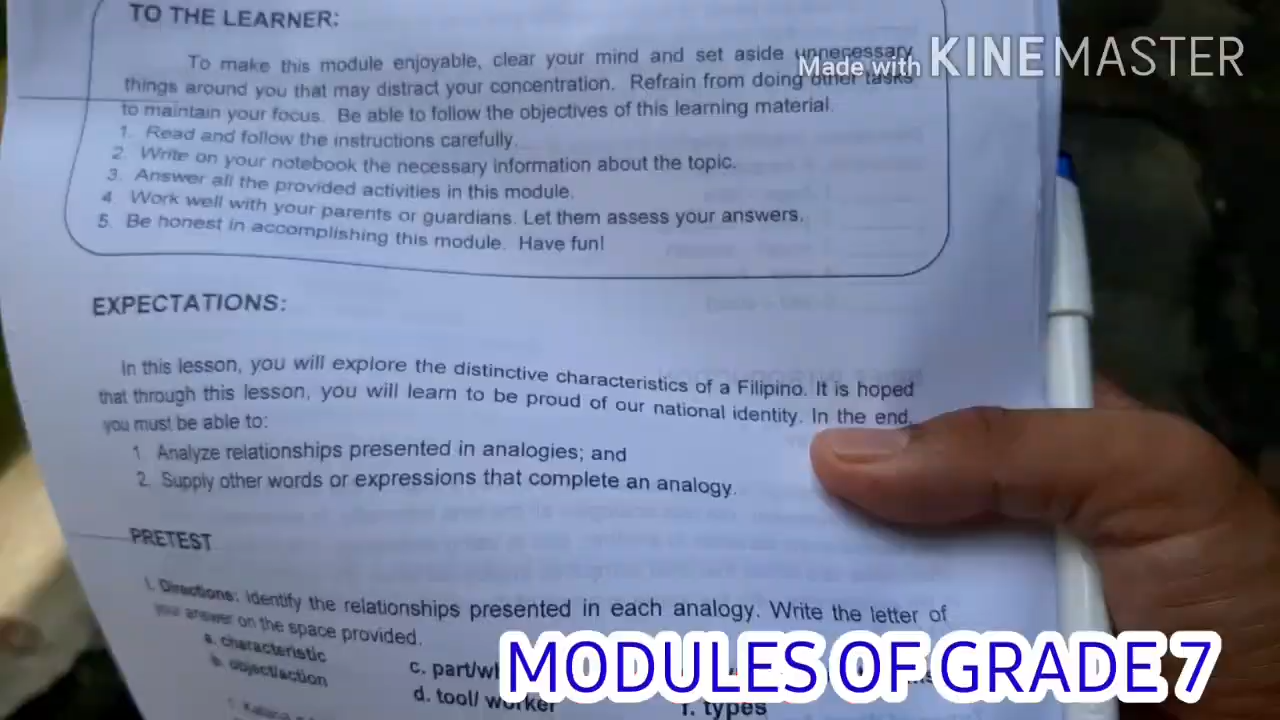 TO THE LEARNER:
Made with KINEMASTER
To make this module enjoyable, clear your mind and set aside unnecessary
things around you that may distract your concentration. Refrain from doing other tasks
to maintain your focus. Be able to follow the objectives of this learning material.
1. Read and follow the instructions carefully.
2. Write on your notebook the necessary information about the topic.
3. Answer all the provided activities in this module.
4 Work well with your parents or guardians. Let them assess your answers.
5. Be honest in accomplishing this module. Have fun!
EXPECTATIONS:
In this lesson, you will explore the distinctive characteristics of a Filipino. It is hoped
that through this lesson, you will learn to be proud of our national identity. In the end,
you must be able to:
1. Analyze relationships presented in analogies; and
2. Supply other words or expressions that complete an analogy.
PRETEST
I. Directions: Identify the relationships presented in each analogy. Write the letter of
your answer on the space provided.
a. characteristic
b. object/action
c. part/
d. tool/ worker
f. types
MODULES OF GRADE 7